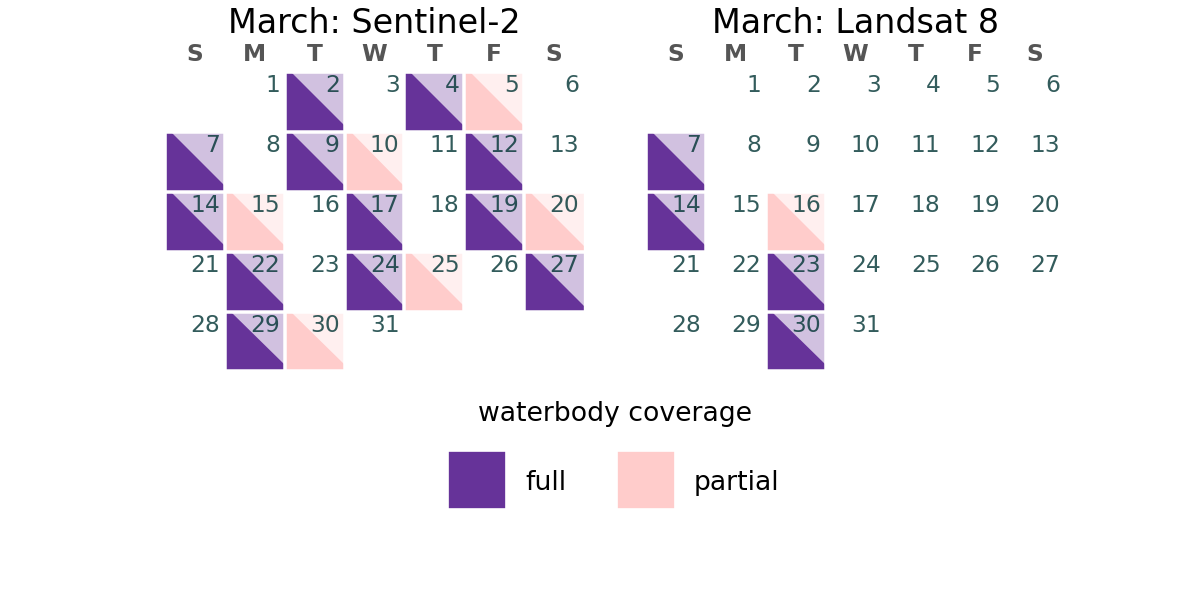 March: Sentinel-2
S M T W T F S
1 2 3 4 5 6
7 8 9 10 11 12 13
14 15 16 17 18 19 20
21 22 23 24 25 26 27
28 29 30 31
March: Landsat 8
S M T W T F S
1 2 3 4 5 6
7 8 9 10 11 12 13
14 15 16 17 18 19 20
21 22 23 24 25 26 27
28 29 30 31
waterbody coverage
full
partial